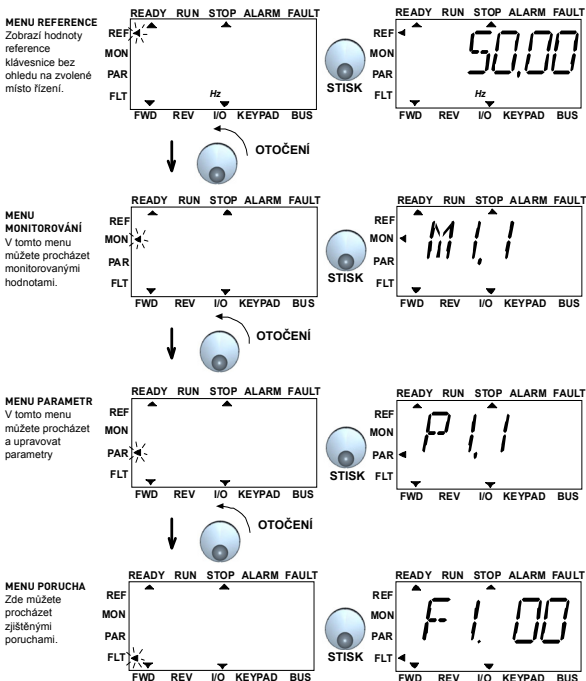 MENU REFERENCE
Zobrazí hodnoty
reference
klávesnice bez
ohledu na zvolené
místo řízení.
READY RUN STOP ALARM FAULT
REF
MON
PAR
FLT
Hz
FWD REV I/O KEYPAD BUS
STISK
READY RUN STOP ALARM FAULT
REF
MON
PAR
FLT
50,00
Hz
FWD REV I/O KEYPAD BUS
OTOČENÍ
MENU
MONITOROVÁNÍ
V tomto menu
můžete procházet
monitorovanými
hodnotami.
READY RUN STOP ALARM FAULT
REF
MON
PAR
FLT
FWD REV I/O KEYPAD BUS
STISK
READY RUN STOP ALARM FAULT
REF
MON
PAR
FLT
M1,1
FWD REV I/O KEYPAD BUS
OTOČENÍ
MENU PARAMETR
V tomto menu
můžete procházet
a upravovat
parametry
READY RUN STOP ALARM FAULT
REF
MON
PAR
FLT
FWD REV I/O KEYPAD BUS
STISK
READY RUN STOP ALARM FAULT
REF
MON
PAR
FLT
P1,1
FWD REV I/O KEYPAD BUS
OTOČENÍ
MENU PORUCHA
Zde můžete
procházet
zjištěnými
poruchami.
READY RUN STOP ALARM FAULT
REF
MON
PAR
FLT
FWD REV I/O KEYPAD BUS
STISK
READY RUN STOP ALARM FAULT
REF
MON
PAR
FLT
F1. 00
FWD REV I/O KEYPAD BUS